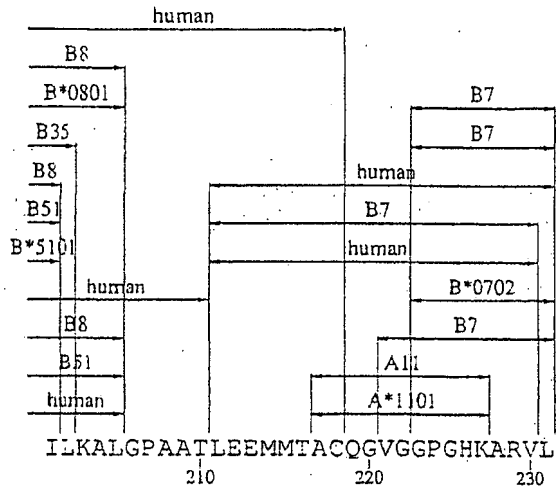 human
B8
B*0801 B7
B35 B7
B8 human
B51 B7
B*5101 human
human B*0702
B8 B7
B51 A11
human A*1101
ILKALGPAATLEEMMTACQGVGGPGHKARVL
210 220 230